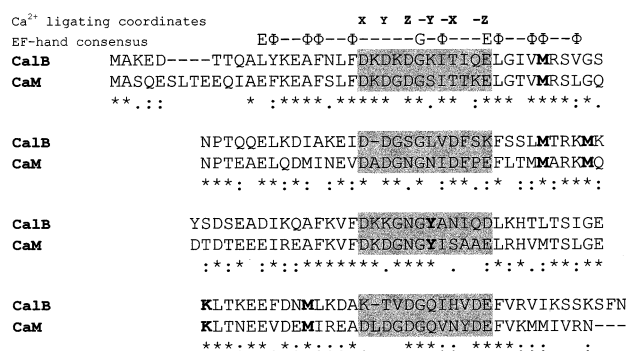 Ca²⁺ ligating coordinates X Y Z -Y -X -Z
EF-hand consensus EΦ--ΦΦ--Φ-----G-Φ---EΦ--ΦΦ--Φ
CalB MAKED----TTQALYKEAFNLFDKDKDGKITIQELGIVMRSVGS
CaM MASQESLTEEQIAEFKEAFSLFDKDGDGSITTKELGTVMRSLGQ
CalB NPTQQELKDIAKEID-DGSGLVDFSKFSSLMTRKMK
CaM NPTEAELQDMINEVDADGNGNIDFPEFLTMMARKMQ
CalB YSDSEADIKQAFKVFDKKGNGYANIQDLKHTLTSIGE
CaM DTDTEEEIREAFKVFDKDGNGYISAAELRHVMTSLGE
CalB KLTKEEFDNMLKDAK-TVDGQIHVDEFVRVIKSSKSFN
CaM KLTNEEVDEMIREADLDGDGQVNYDEFVKMMIVRN---